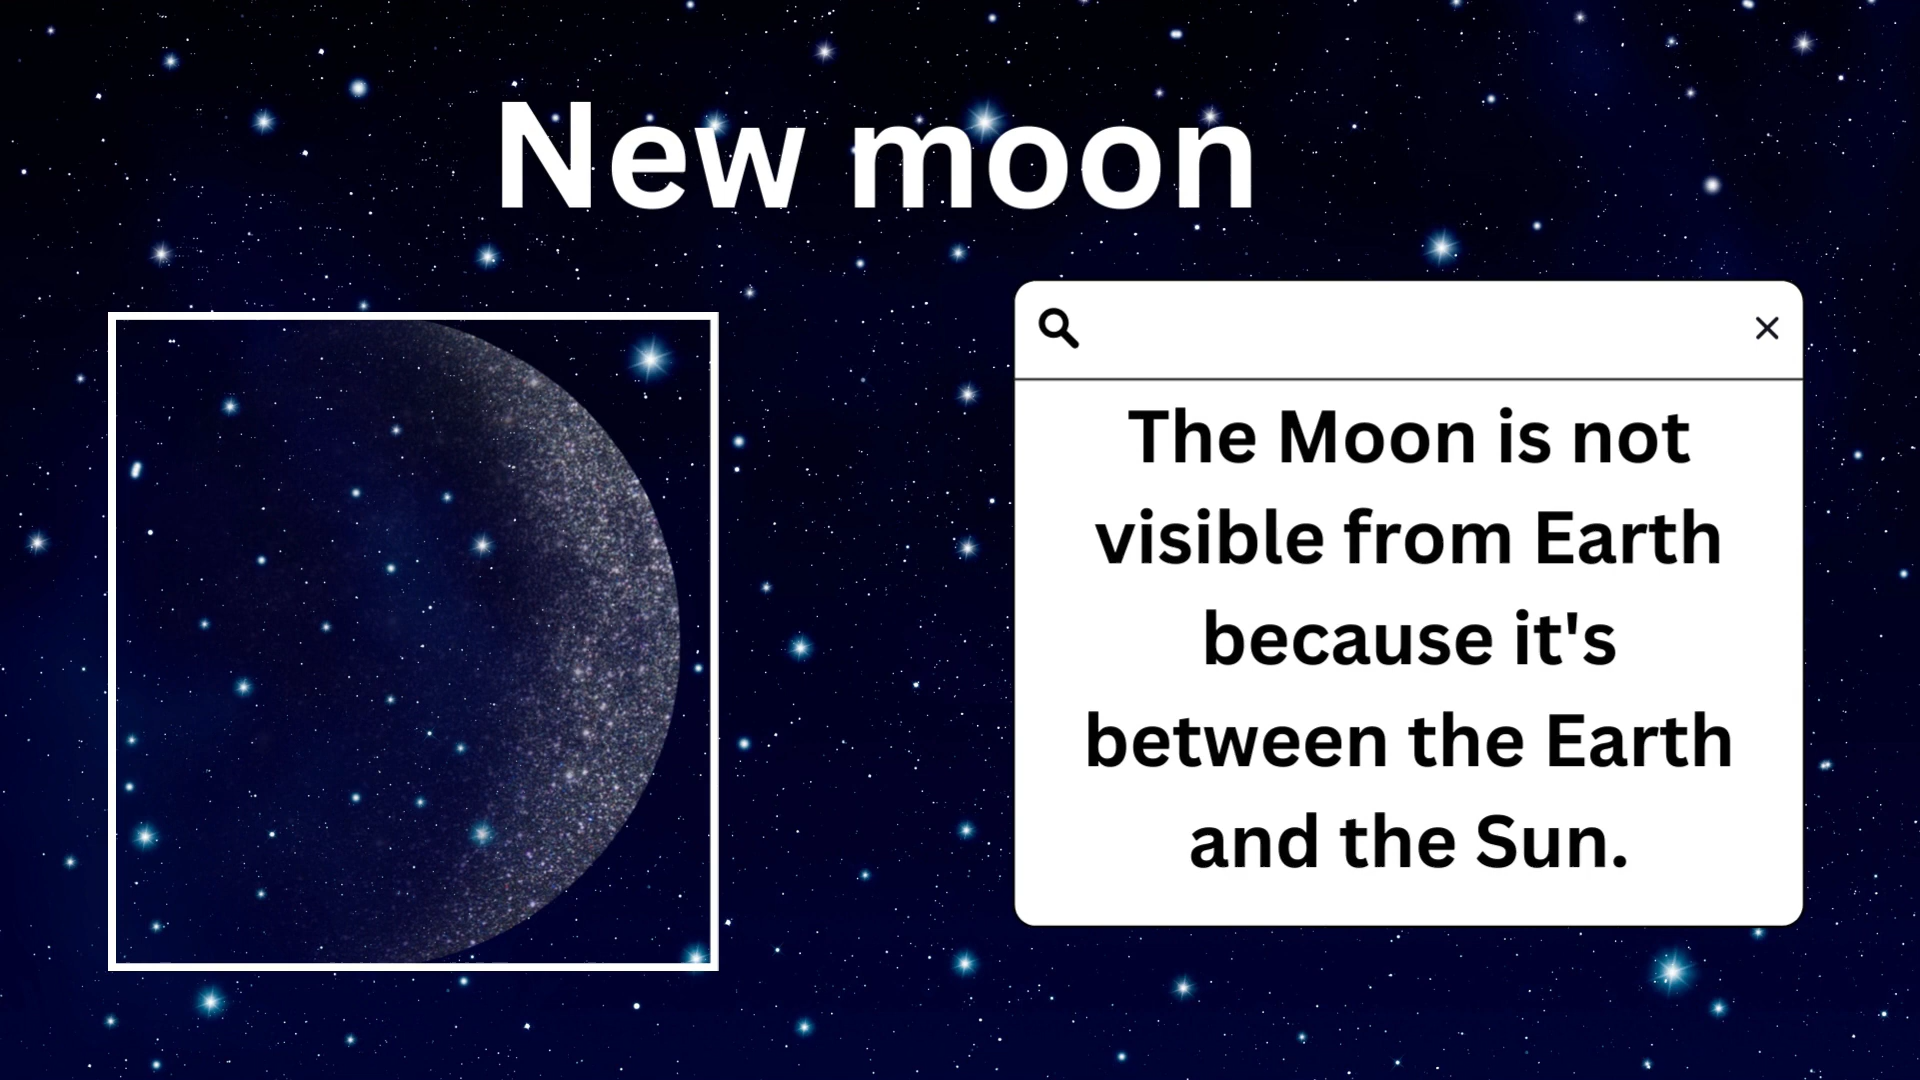 New moon
The Moon is not
visible from Earth
because it's
between the Earth
and the Sun.